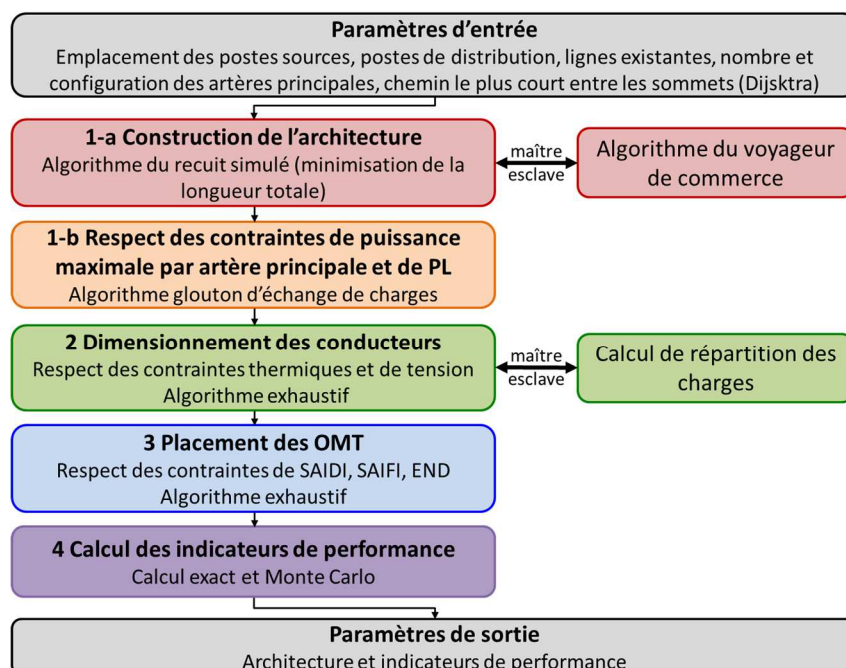 Paramètres d'entrée
Emplacement des postes sources, postes de distribution, lignes existantes, nombre et
configuration des artères principales, chemin le plus court entre les sommets (Dijsktra)
1-a Construction de l'architecture
Algorithme du recuit simulé (minimisation de la
longueur totale)
maître
esclave
Algorithme du voyageur
de commerce
1-b Respect des contraintes de puissance
maximale par artère principale et de PL
Algorithme glouton d'échange de charges
2 Dimensionnement des conducteurs
Respect des contraintes thermiques et de tension
Algorithme exhaustif
maître
esclave
Calcul de répartition des
charges
3 Placement des OMT
Respect des contraintes de SAIDI, SAIFI, END
Algorithme exhaustif
4 Calcul des indicateurs de performance
Calcul exact et Monte Carlo
Paramètres de sortie
Architecture et indicateurs de performance